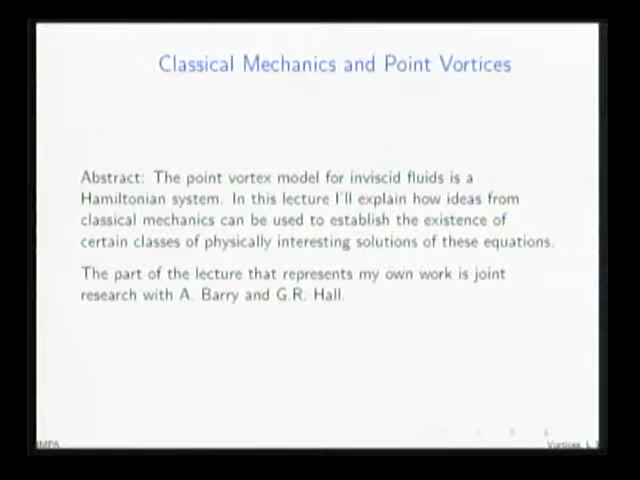 Classical Mechanics and Point Vortices
Abstract: The point vortex model for inviscid fluids is a
Hamiltonian system. In this lecture I'll explain how ideas from
classical mechanics can be used to establish the existence of
certain classes of physically interesting solutions of these equations.
The part of the lecture that represents my own work is joint
research with A. Barry and G.R. Hall.
IMPA
Vortices,